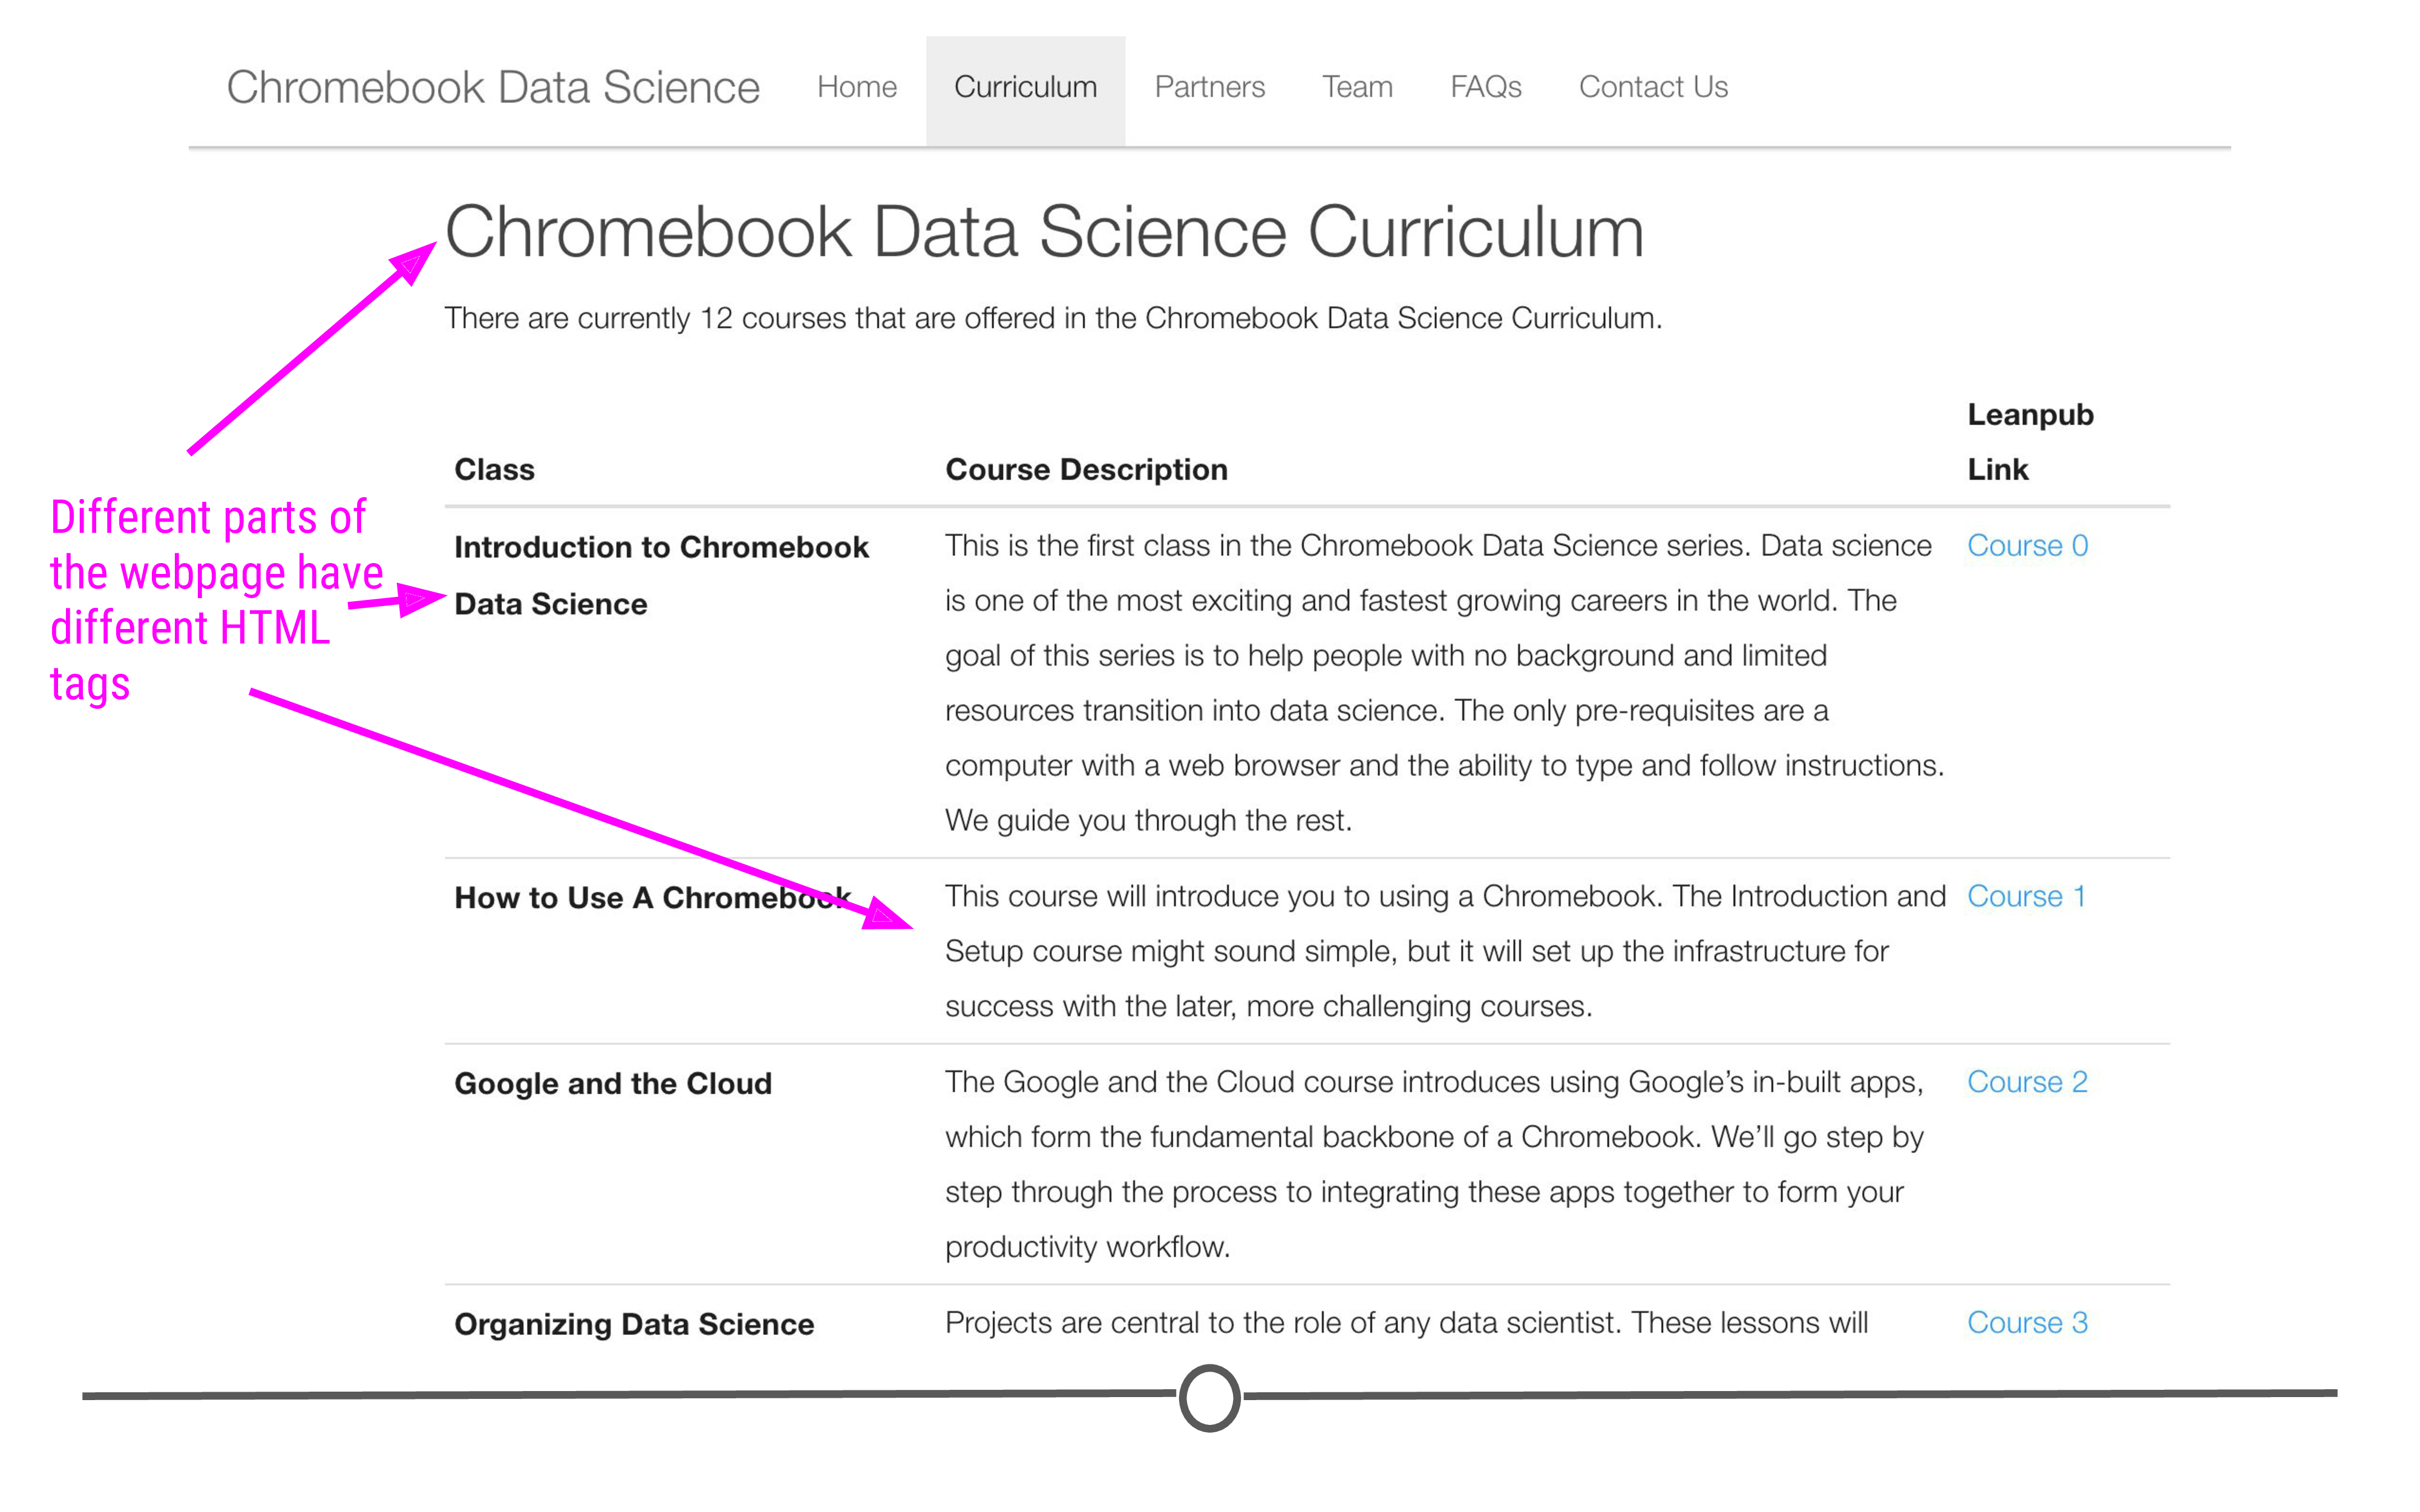 Chromebook Data Science Home Curriculum Partners Team FAQs Contact Us
Chromebook Data Science Curriculum
There are currently 12 courses that are offered in the Chromebook Data Science Curriculum.
Different parts of
the webpage have
different HTML
tags
Class
Course Description
Leanpub
Link
Introduction to Chromebook
Data Science
This is the first class in the Chromebook Data Science series. Data science
is one of the most exciting and fastest growing careers in the world. The
goal of this series is to help people with no background and limited
resources transition into data science. The only pre-requisites are a
computer with a web browser and the ability to type and follow instructions.
We guide you through the rest.
Course 0
How to Use A Chromebook
This course will introduce you to using a Chromebook. The Introduction and
Setup course might sound simple, but it will set up the infrastructure for
success with the later, more challenging courses.
Course 1
Google and the Cloud
The Google and the Cloud course introduces using Google’s in-built apps,
which form the fundamental backbone of a Chromebook. We’ll go step by
step through the process to integrating these apps together to form your
productivity workflow.
Course 2
Organizing Data Science
Projects are central to the role of any data scientist. These lessons will
Course 3